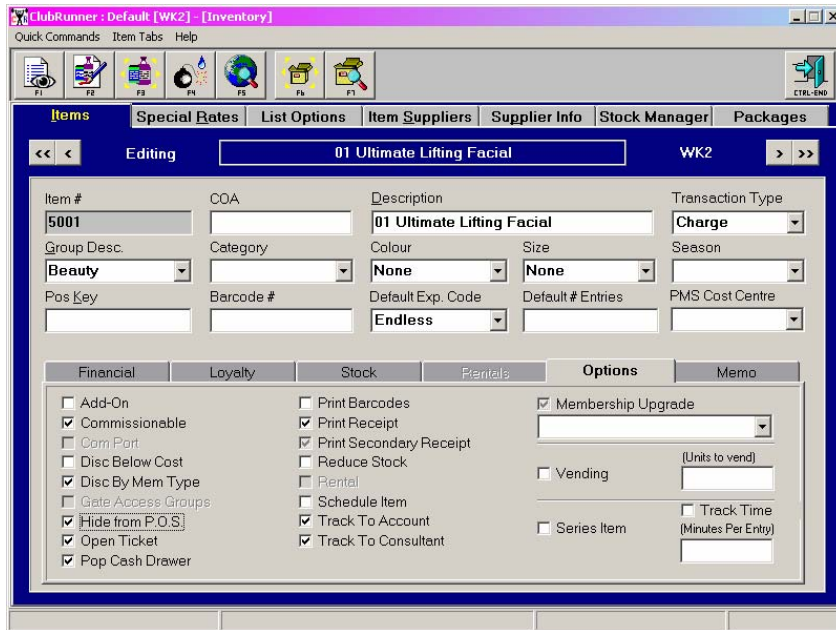 ClubRunner : Default [WK2] - [Inventory]
Quick Commands Item Tabs Help
F1 F2 F3 F4 F5 F6 F7 CTRL-END
Items Special Rates List Options Item Suppliers Supplier Info Stock Manager Packages
<< < Editing 01 Ultimate Lifting Facial WK2 > >>
Item # COA Description Transaction Type
5001 01 Ultimate Lifting Facial Charge
Group Desc. Category Colour Size Season
Beauty None None
Pos Key Barcode # Default Exp. Code Default # Entries PMS Cost Centre
Endless
Financial Loyalty Stock Rentals Options Memo
Add-On Print Barcodes Membership Upgrade
Commissionable Print Receipt
Com Port Print Secondary Receipt
Disc Below Cost Reduce Stock (Units to vend)
Disc By Mem Type Rental Vending
Gate Access Groups Schedule Item Track Time
Hide from P.O.S. Track To Account Series Item (Minutes Per Entry)
Open Ticket Track To Consultant
Pop Cash Drawer